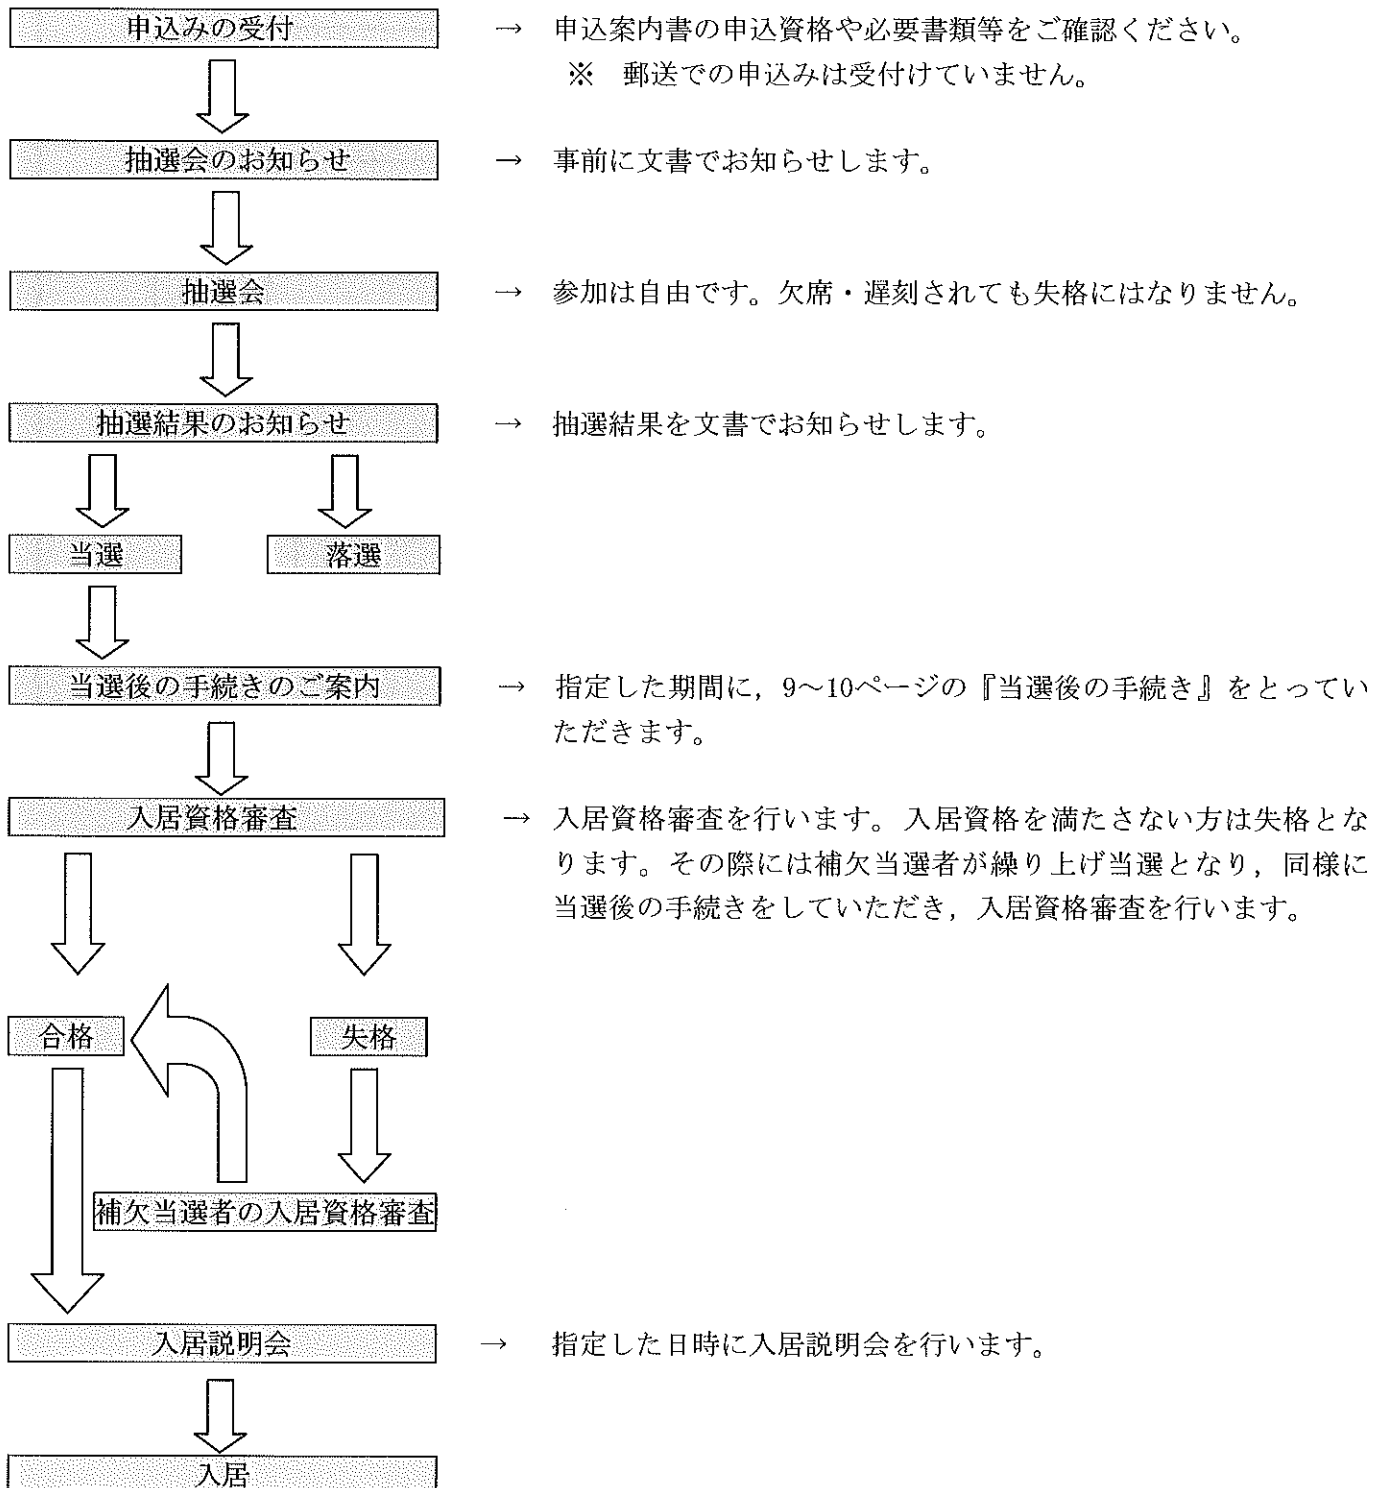 申込みの受付 → 申込案内書の申込資格や必要書類等をご確認ください。
※ 郵送での申込みは受付けていません。
抽選会のお知らせ → 事前に文書でお知らせします。
抽選会 → 参加は自由です。欠席・遅刻されても失格にはなりません。
抽選結果のお知らせ → 抽選結果を文書でお知らせします。
当選 落選
当選後の手続きのご案内 → 指定した期間に，9～10ページの『当選後の手続き』をとってい
ただきます。
入居資格審査 → 入居資格審査を行います。入居資格を満たさない方は失格とな
ります。その際には補欠当選者が繰り上げ当選となり，同様に
当選後の手続きをしていただき，入居資格審査を行います。
合格 失格
補欠当選者の入居資格審査
入居説明会 → 指定した日時に入居説明会を行います。
入居